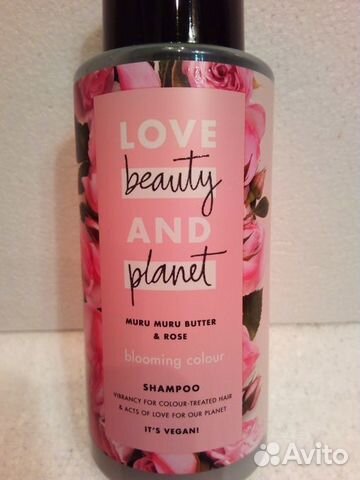 LOVE
beauty
AND
planet
MURU MURU BUTTER
& ROSE
blooming colour
SHAMPOO
VIBRANCY FOR COLOUR-TREATED HAIR
& ACTS OF LOVE FOR OUR PLANET
IT'S VEGAN!
Avito